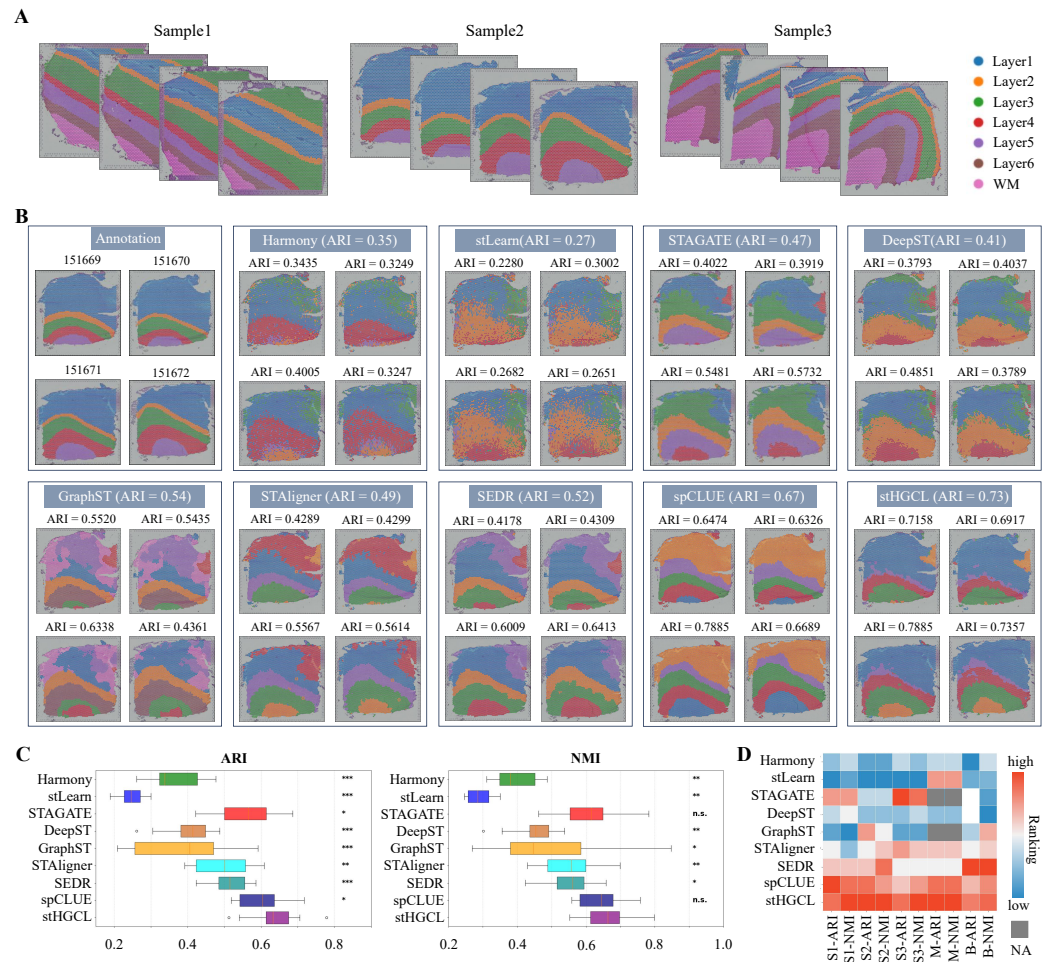 A
Sample1
Sample2
Sample3
Layer1
Layer2
Layer3
Layer4
Layer5
Layer6
WM
B
Annotation
151669
151670
151671
151672
Harmony (ARI = 0.35)
ARI = 0.3435
ARI = 0.3249
ARI = 0.4005
ARI = 0.3247
stLearn(ARI = 0.27)
ARI = 0.2280
ARI = 0.3002
ARI = 0.2682
ARI = 0.2651
STAGATE (ARI = 0.47)
ARI = 0.4022
ARI = 0.3919
ARI = 0.5481
ARI = 0.5732
DeepST(ARI = 0.41)
ARI = 0.3793
ARI = 0.4037
ARI = 0.4851
ARI = 0.3789
GraphST (ARI = 0.54)
ARI = 0.5520
ARI = 0.5435
ARI = 0.6338
ARI = 0.4361
STAligner (ARI = 0.49)
ARI = 0.4289
ARI = 0.4299
ARI = 0.5567
ARI = 0.5614
SEDR (ARI = 0.52)
ARI = 0.4178
ARI = 0.4309
ARI = 0.6009
ARI = 0.6413
spCLUE (ARI = 0.67)
ARI = 0.6474
ARI = 0.6326
ARI = 0.7885
ARI = 0.6689
stHGCL (ARI = 0.73)
ARI = 0.7158
ARI = 0.6917
ARI = 0.7885
ARI = 0.7357
C
ARI
Harmony ***
stLearn ***
STAGATE *
DeepST ***
GraphST ***
STAligner **
SEDR ***
spCLUE *
stHGCL
0.2 0.4 0.6 0.8
NMI
Harmony **
stLearn **
STAGATE n.s.
DeepST **
GraphST *
STAligner **
SEDR *
spCLUE n.s.
stHGCL
0.2 0.4 0.6 0.8 1.0
D
Harmony
stLearn
STAGATE
DeepST
GraphST
STAligner
SEDR
spCLUE
stHGCL
S1-ARI
S1-NMI
S2-ARI
S2-NMI
S3-ARI
S3-NMI
M-ARI
M-NMI
B-ARI
B-NMI
high
Ranking
low
NA